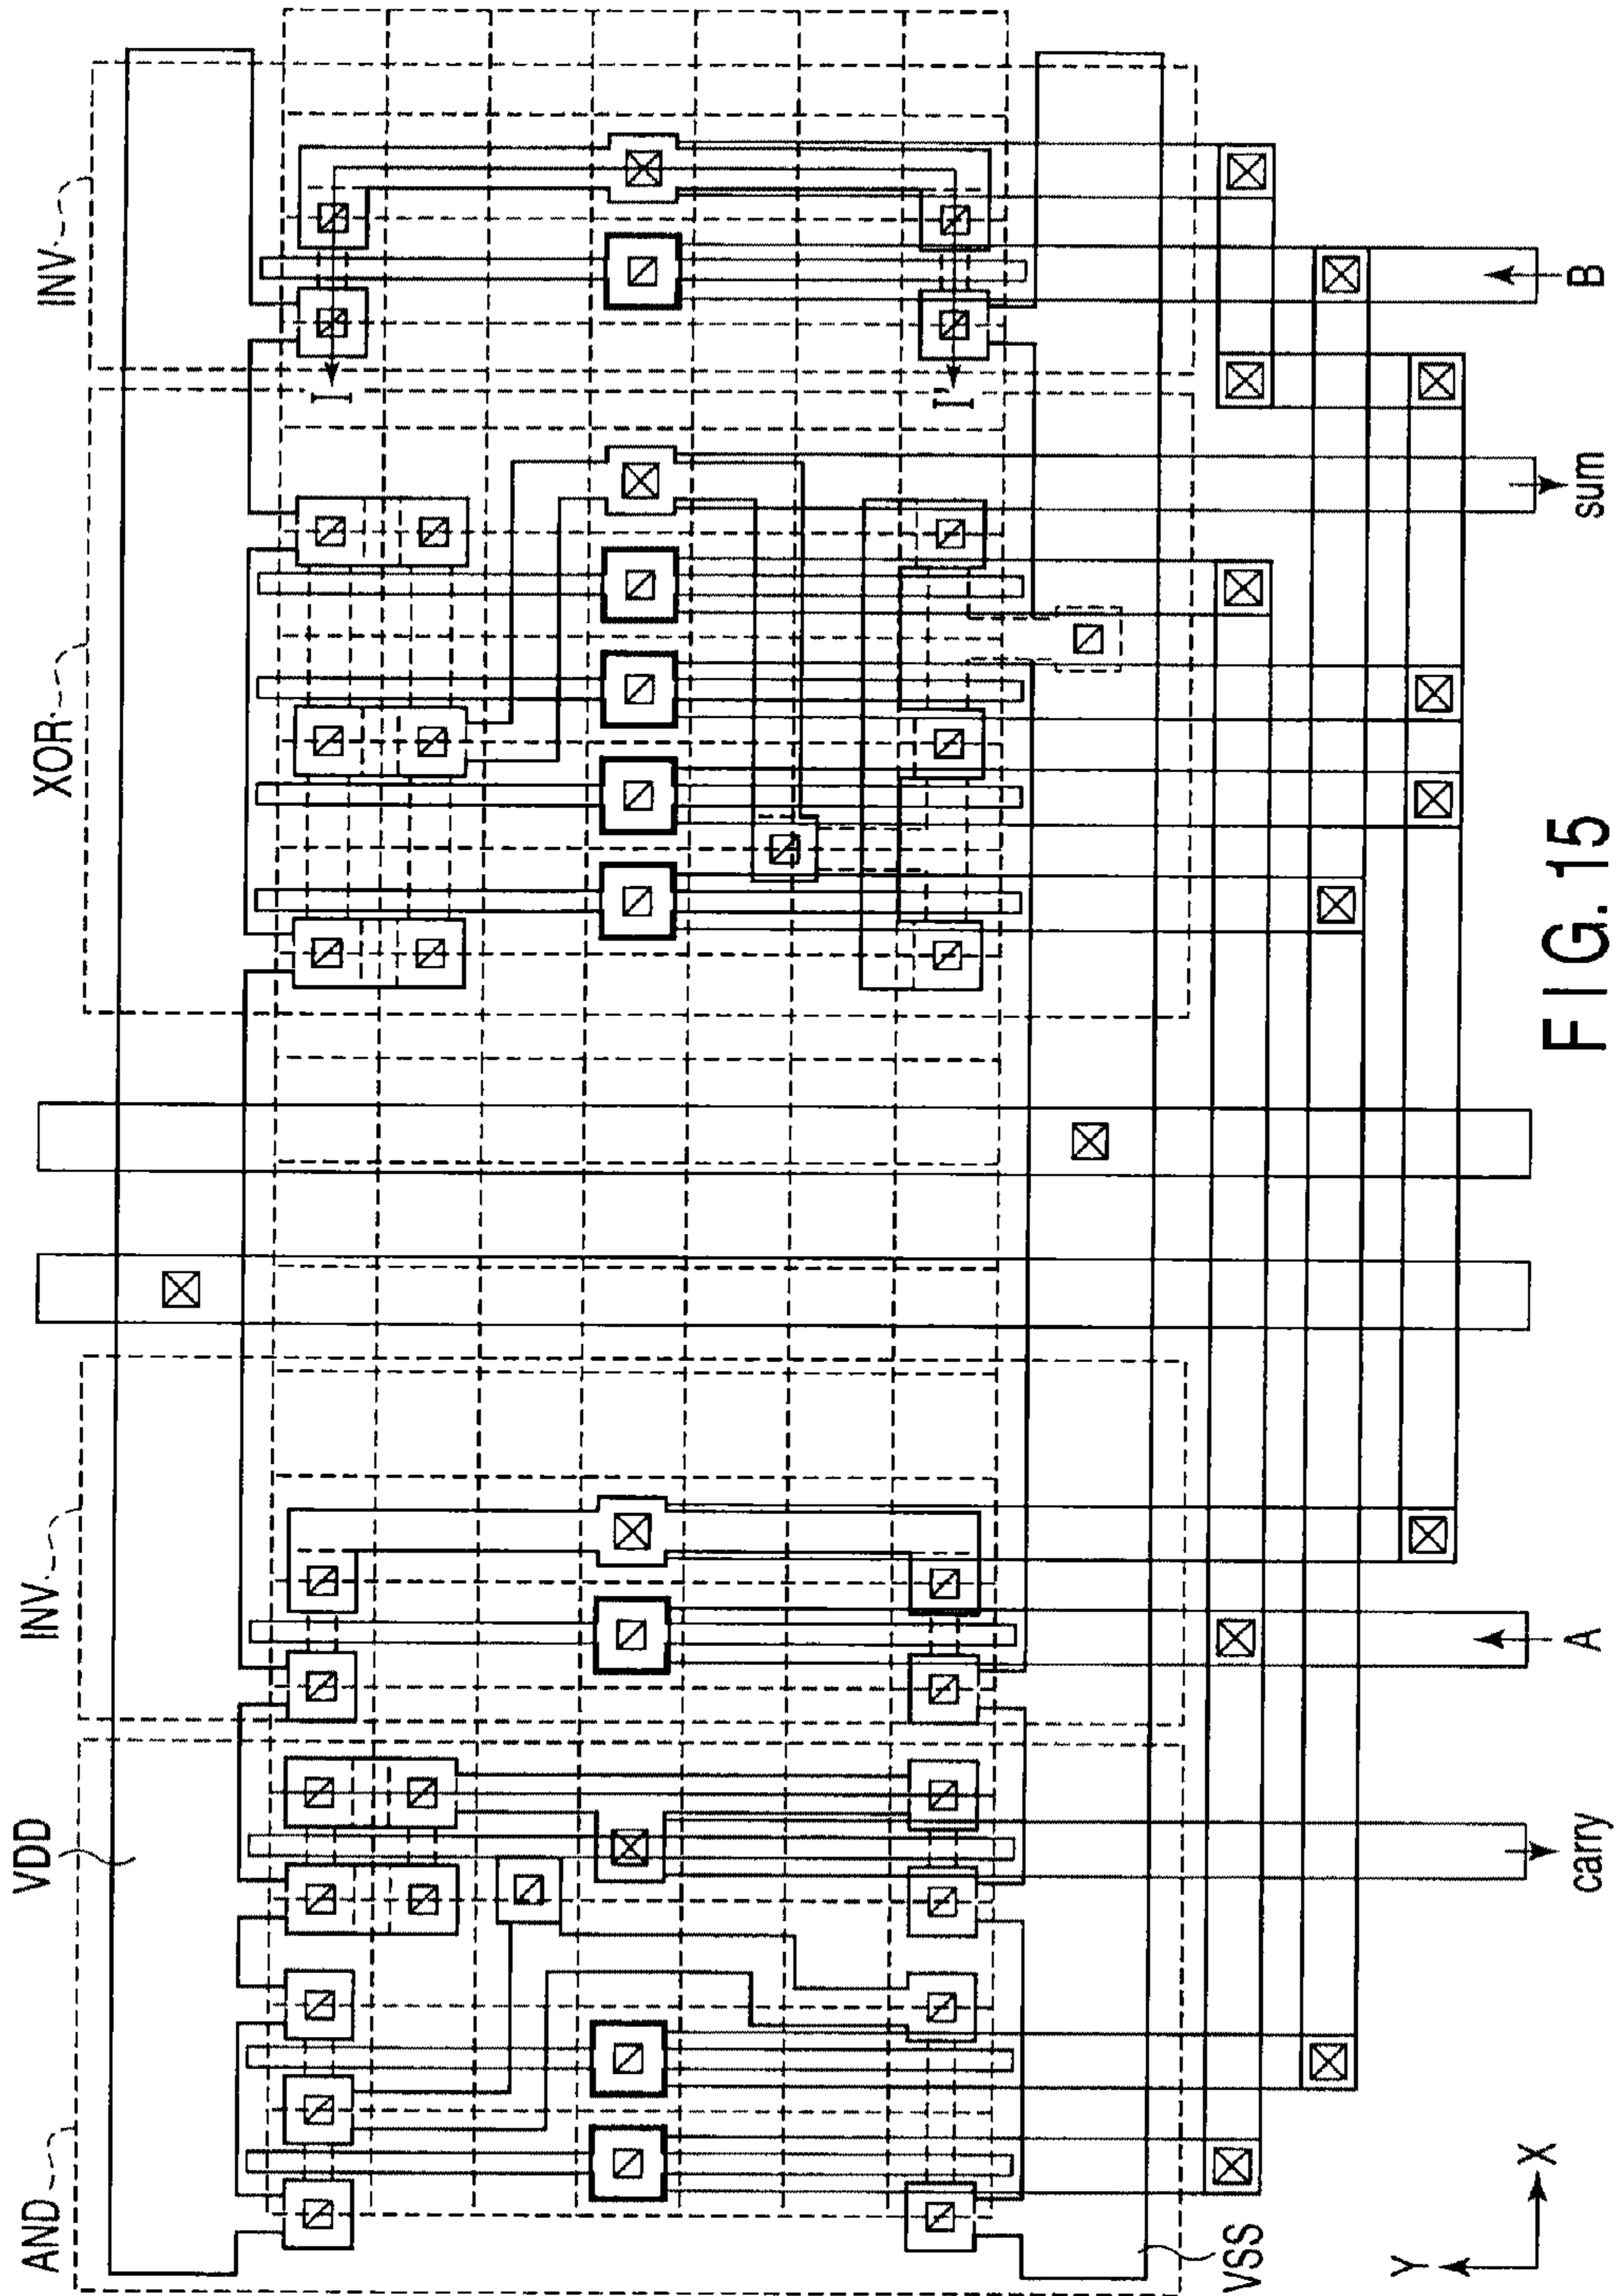 AND
VDD
INV
XOR
INV
I
I
VSS
Y
X
carry
A
sum
B
FIG. 15